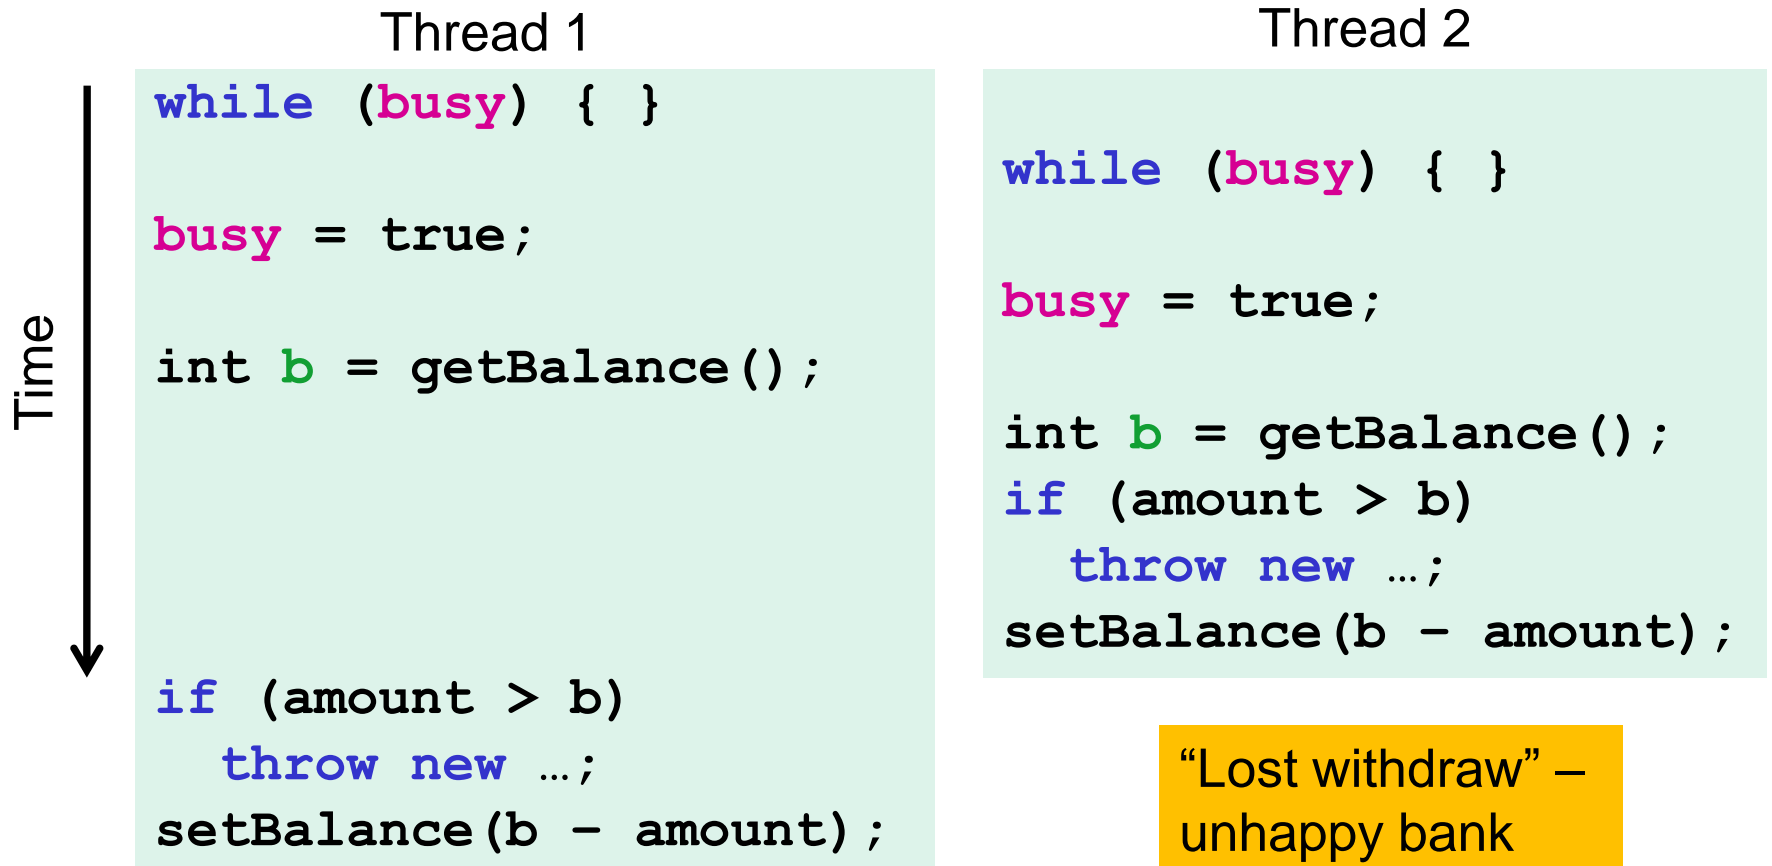 Thread 1
Thread 2
Time
while (busy) { }
busy = true;
int b = getBalance();
if (amount > b)
  throw new …;
setBalance(b – amount);
while (busy) { }
busy = true;
int b = getBalance();
if (amount > b)
  throw new …;
setBalance(b – amount);
“Lost withdraw” –
unhappy bank